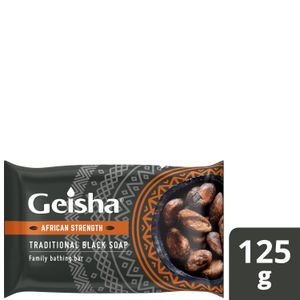 Geisha
AFRICAN STRENGTH
TRADITIONAL BLACK SOAP
Family bathing bar
125
g